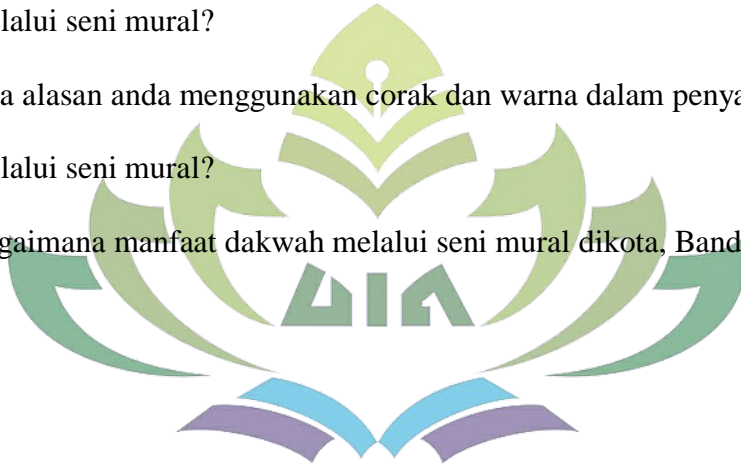 lalui seni mural?
a alasan anda menggunakan corak dan warna dalam penya
lalui seni mural?
gaimana manfaat dakwah melalui seni mural dikota, Band
UIN